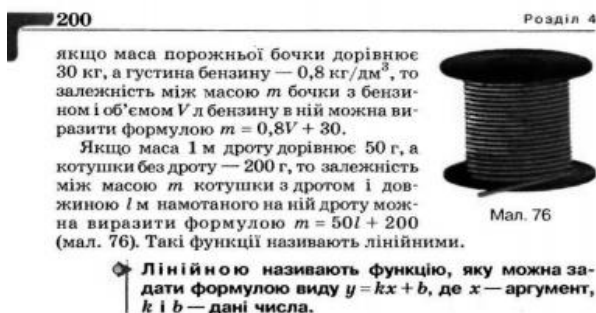 200
Розділ 4
якщо маса порожньої бочки дорівнює
30 кг, а густина бензину — 0,8 кг/дм³, то
залежність між масою m бочки з бензи-
ном і об’ємом V л бензину в ній можна ви-
разити формулою m = 0,8V + 30.
Якщо маса 1 м дроту дорівнює 50 г, а
котушки без дроту — 200 г, то залежність
між масою m котушки з дротом і дов-
жиною l м намотаного на ній дроту мож-
на виразити формулою m = 50l + 200
(мал. 76). Такі функції називають лінійними.
Мал. 76
Лінійною називають функцію, яку можна за-
дати формулою виду y = kx + b, де x — аргумент,
k і b — дані числа.